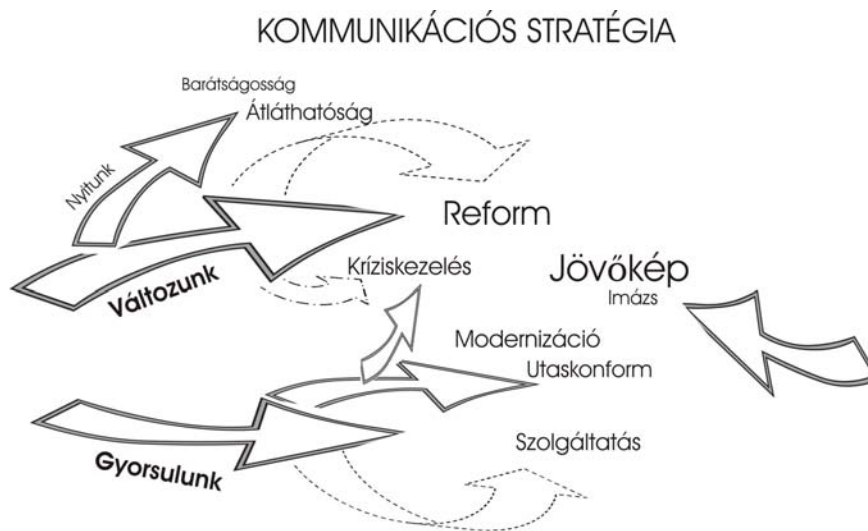 KOMMUNIKÁCIÓS STRATÉGIA
Barátságosság
Átláthatóság
Nyitunk
Reform
Kríziskezelés
Jövőkép
Imázs
Változunk
Modernizáció
Utaskonform
Szolgáltatás
Gyorsulunk